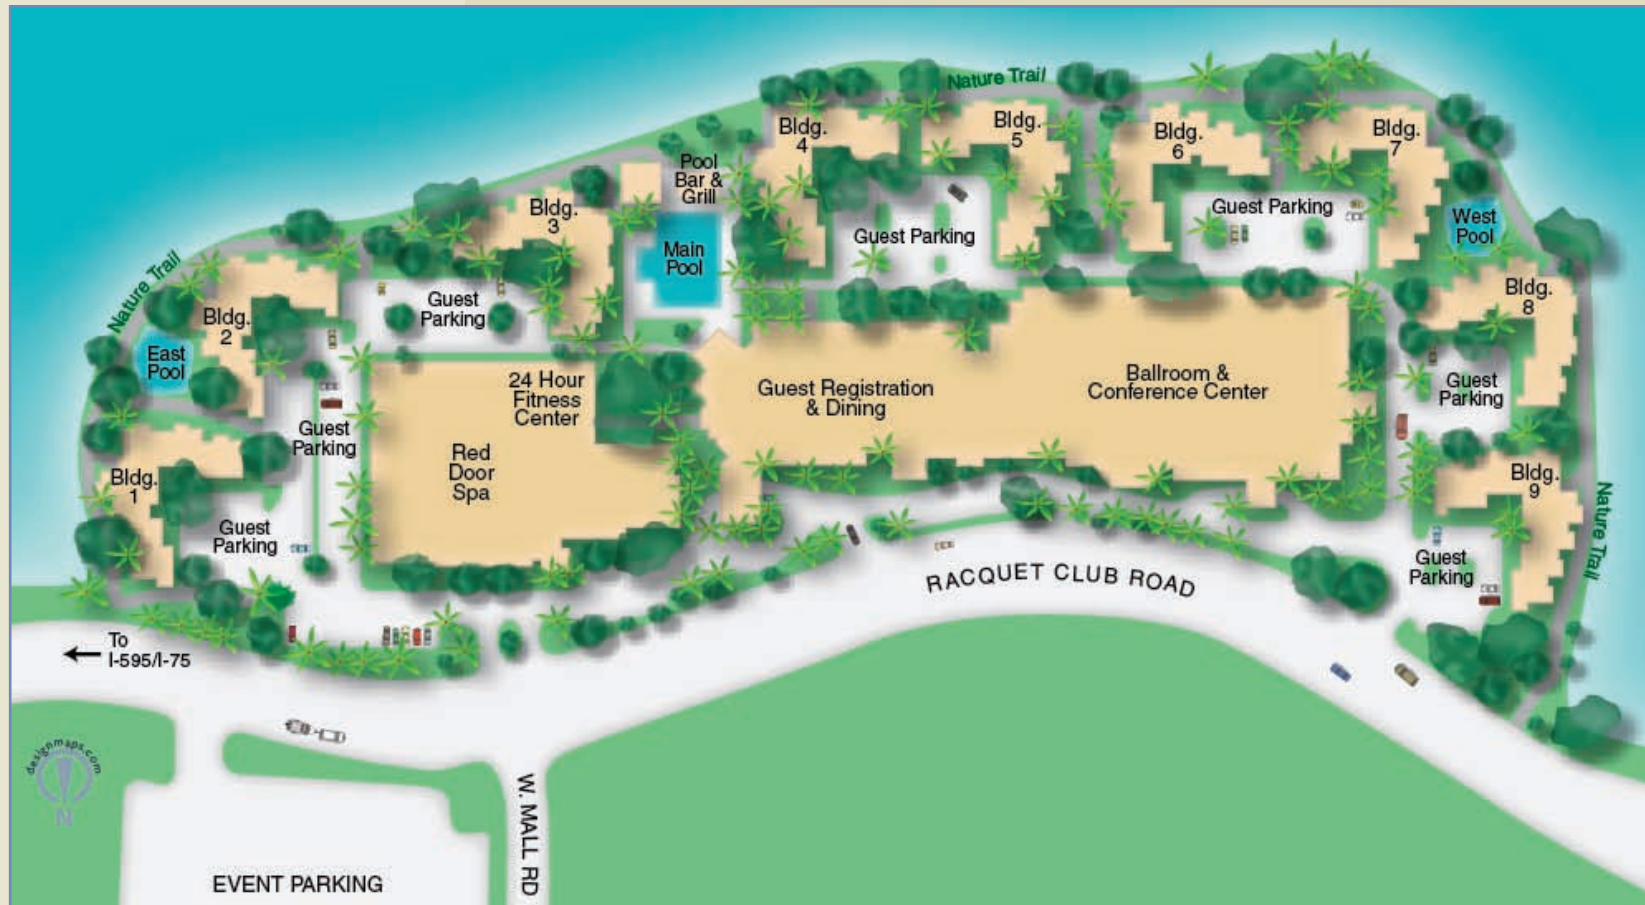 Nature Trail
Bldg.
4
Bldg.
5
Bldg.
6
Bldg.
7
Pool
Bar &
Grill
Bldg.
3
Guest Parking
Guest Parking
West
Pool
Main
Pool
Nature Trail
Guest
Parking
Bldg.
8
Bldg.
2
East
Pool
24 Hour
Fitness
Center
Guest Registration
& Dining
Ballroom &
Conference Center
Guest
Parking
Guest
Parking
Red
Door
Spa
Bldg.
1
Bldg.
9
Nature Trail
Guest
Parking
Guest
Parking
RACQUET CLUB ROAD
To
I-595/I-75
designmaps.com
N
W. MALL RD
EVENT PARKING